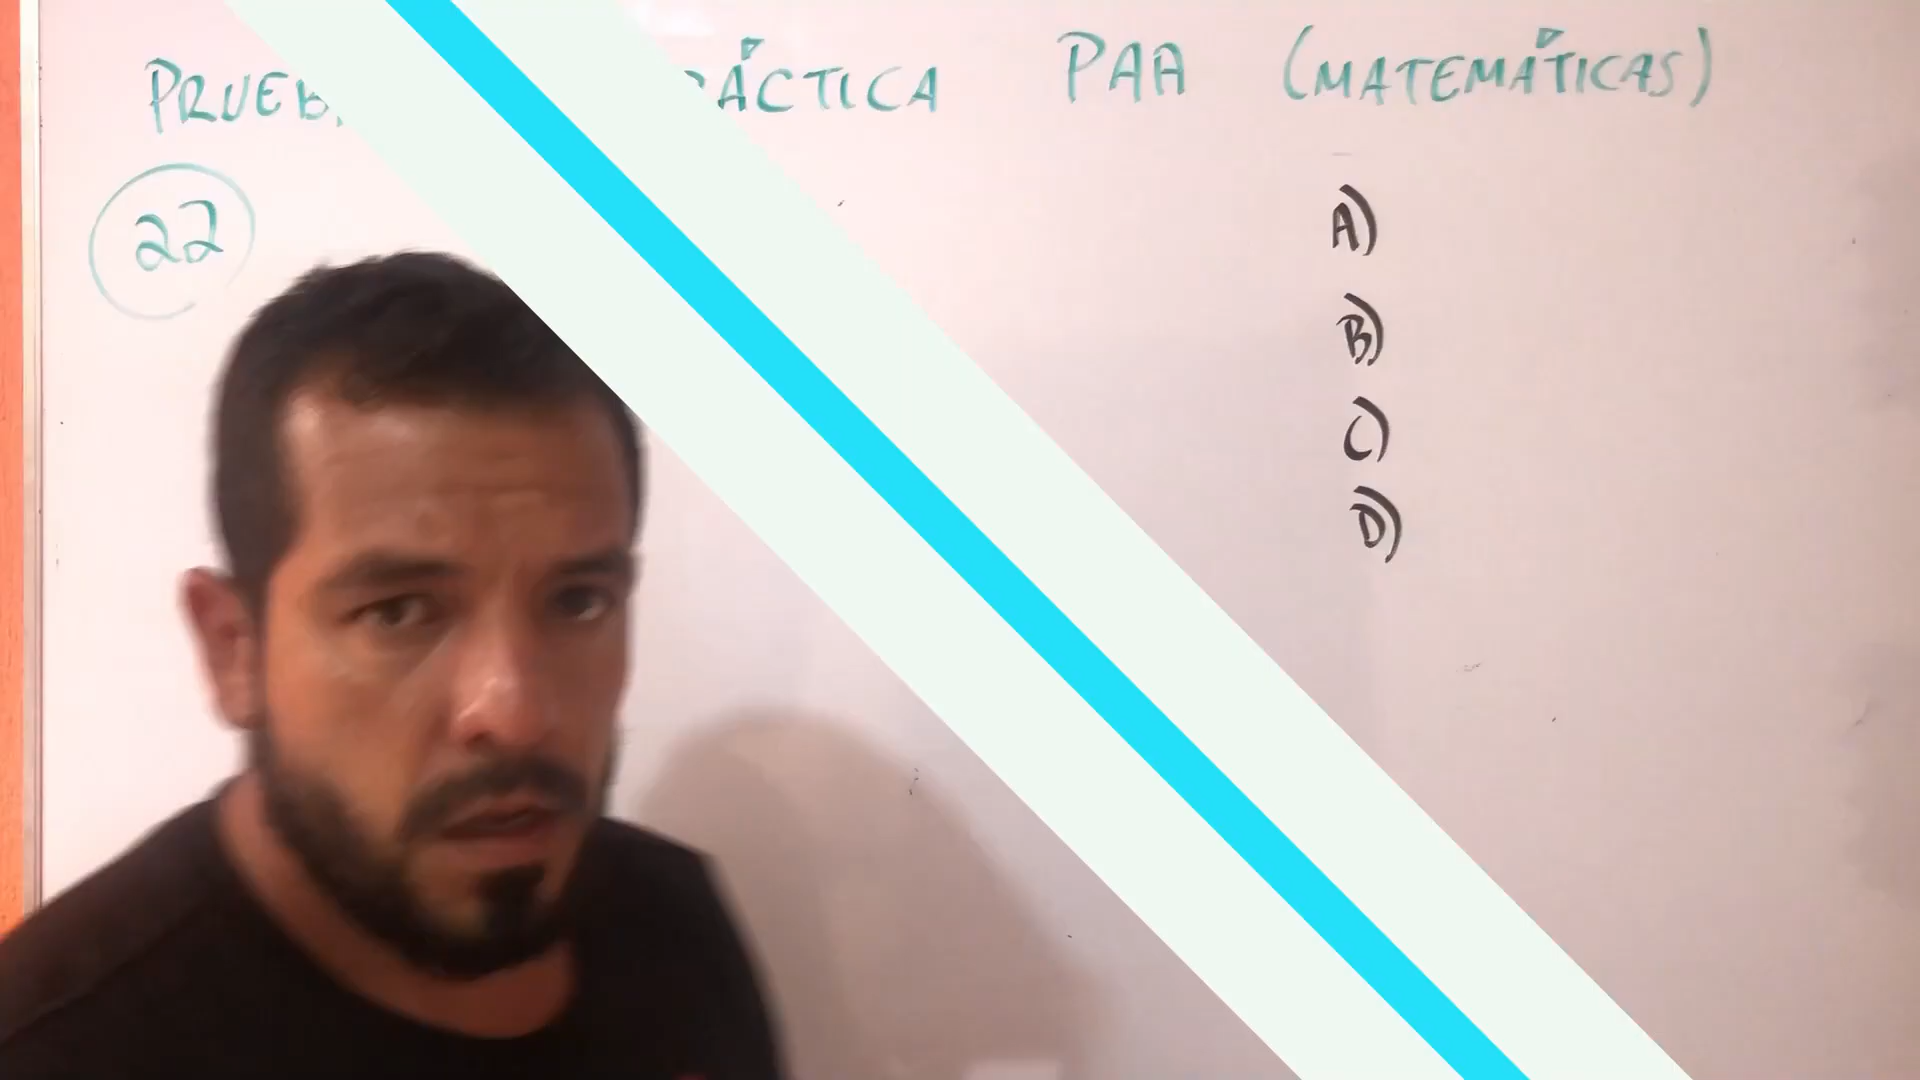 PRUEB ÁCTICA PAA (MATEMÁTICAS)
22
A)
B)
C)
D)